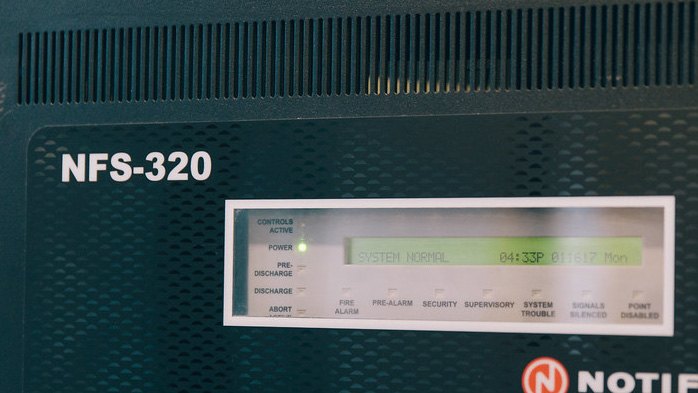 NFS-320
CONTROLS
ACTIVE
POWER
PRE-
DISCHARGE
DISCHARGE
ABORT
SYSTEM NORMAL 04:33P 011617 Mon
FIRE
ALARM
PRE-ALARM
SECURITY
SUPERVISORY
SYSTEM
TROUBLE
SIGNALS
SILENCED
POINT
DISABLED
N NOTIF